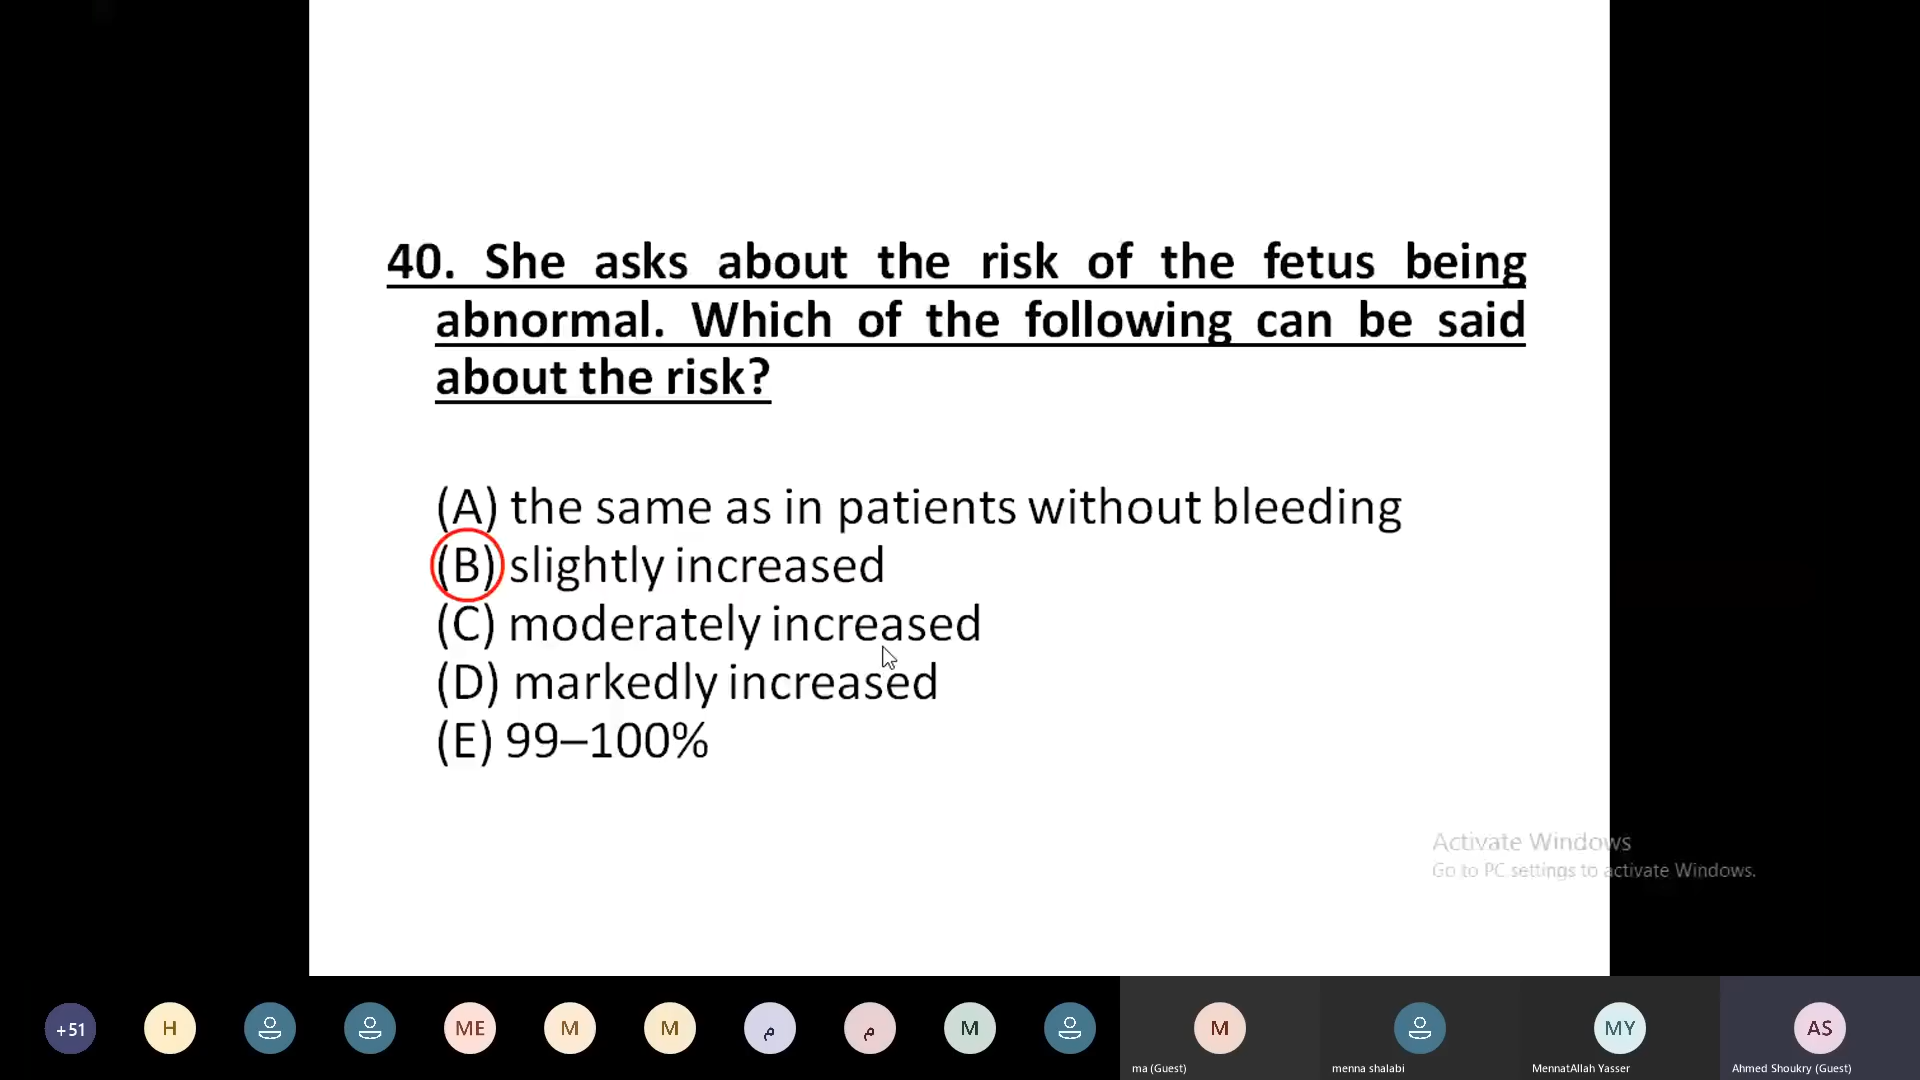 40. She asks about the risk of the fetus being
abnormal. Which of the following can be said
about the risk?
(A) the same as in patients without bleeding
(B) slightly increased
(C) moderately increased
(D) markedly increased
(E) 99–100%
Activate Windows
Go to PC settings to activate Windows.
+51
H
ME
M
M
م
م
M
M
MY
AS
ma (Guest)
menna shalabi
MennatAllah Yasser
Ahmed Shoukry (Guest)